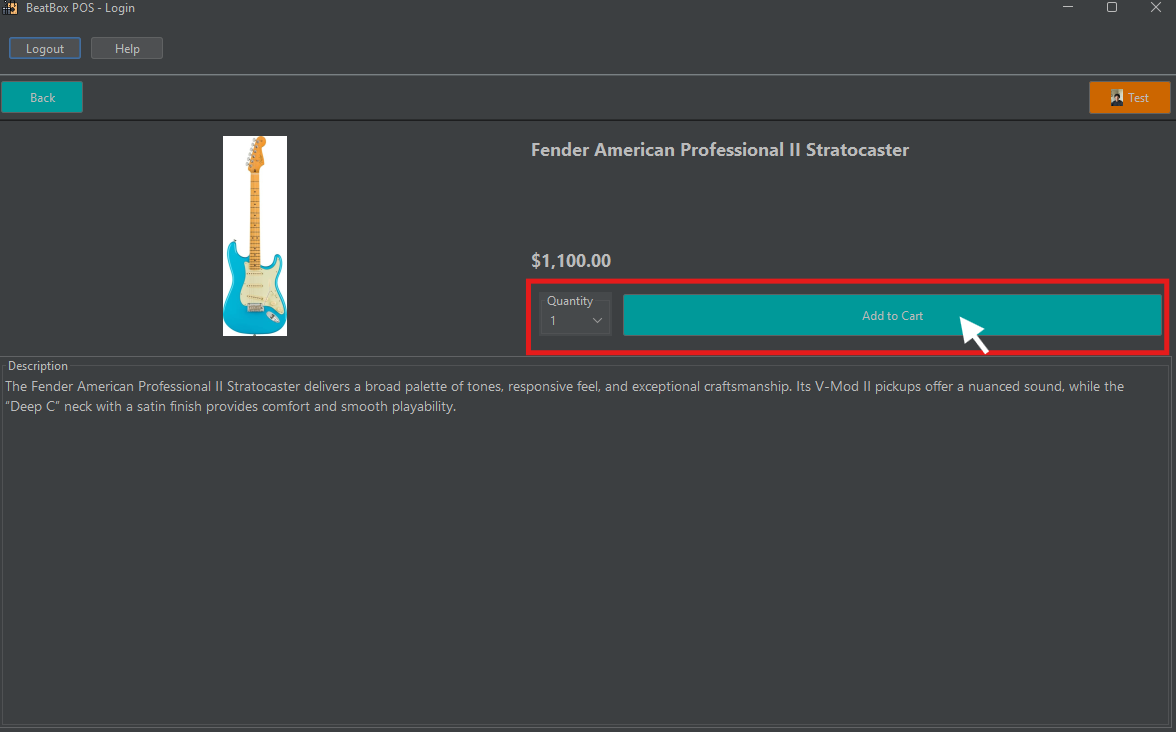 BeatBox POS - Login
Logout
Help
Back
Test
Fender American Professional II Stratocaster
$1,100.00
Quantity
1
Add to Cart
Description
The Fender American Professional II Stratocaster delivers a broad palette of tones, responsive feel, and exceptional craftsmanship. Its V-Mod II pickups offer a nuanced sound, while the
“Deep C” neck with a satin finish provides comfort and smooth playability.